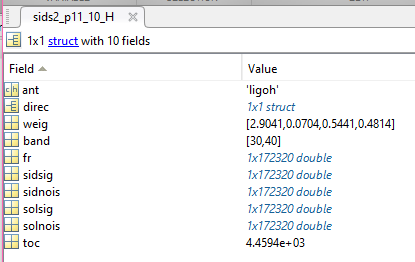 sids2_p11_10_H
1x1 struct with 10 fields
Field Value
ant 'ligoh'
direc 1x1 struct
weig [2.9041,0.0704,0.5441,0.4814]
band [30,40]
fr 1x172320 double
sidsig 1x172320 double
sidnois 1x172320 double
solsig 1x172320 double
solnois 1x172320 double
toc 4.4594e+03